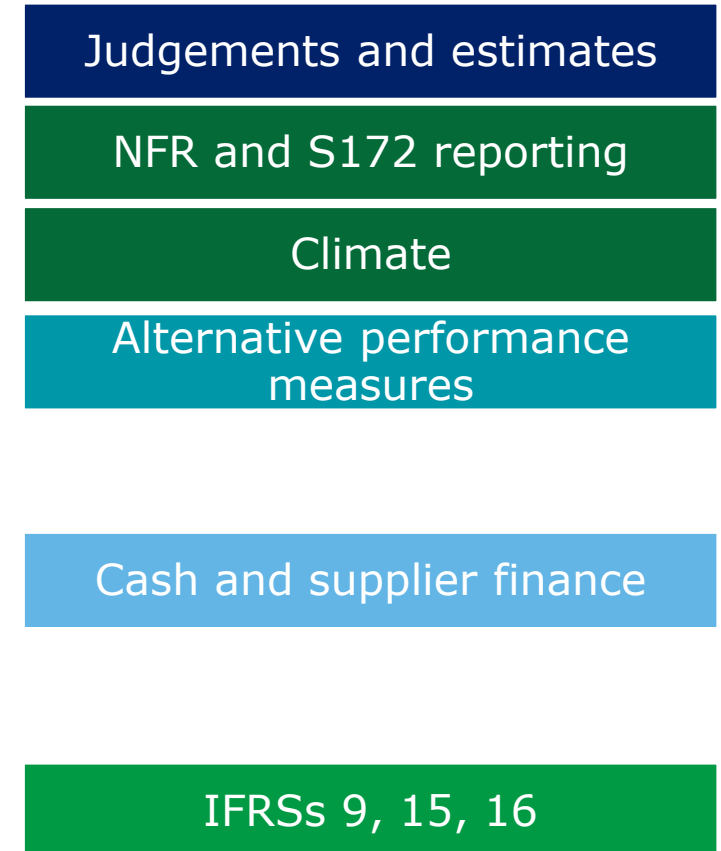 Judgements and estimates
NFR and S172 reporting
Climate
Alternative performance
measures
Cash and supplier finance
IFRSs 9, 15, 16